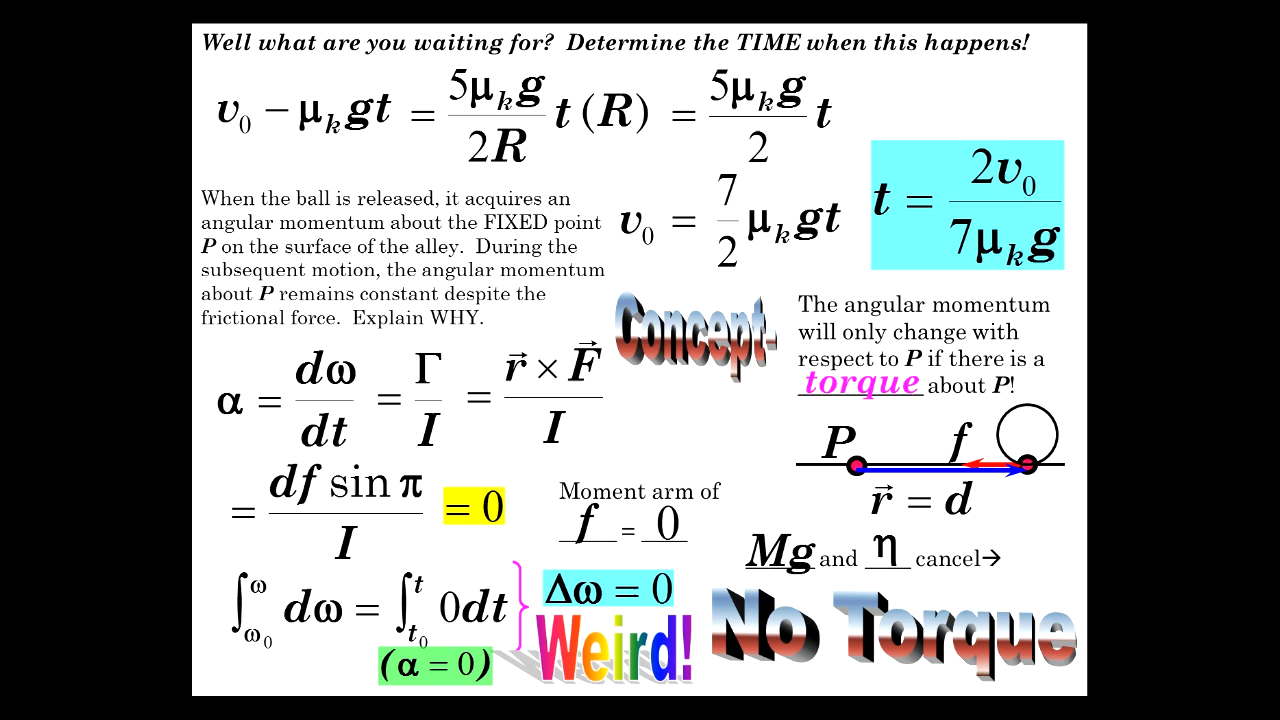 Well what are you waiting for?  Determine the TIME when this happens!
v₀ − μₖgt = 5μₖg/2R t (R) = 5μₖg/2 t
v₀ = 7/2 μₖgt
t = 2v₀/7μₖg
When the ball is released, it acquires an
angular momentum about the FIXED point
P on the surface of the alley.  During the
subsequent motion, the angular momentum
about P remains constant despite the
frictional force.  Explain WHY.
Concept-
The angular momentum
will only change with
respect to P if there is a
torque about P!
α = dω/dt = Γ/I = r⃗ × F⃗/I
P f
r⃗ = d
= df sin π/I = 0
Moment arm of
f = 0
Mg and η cancel→
∫ω₀^ω dω = ∫t₀^t 0dt } Δω = 0
(α = 0)
Weird!
No Torque